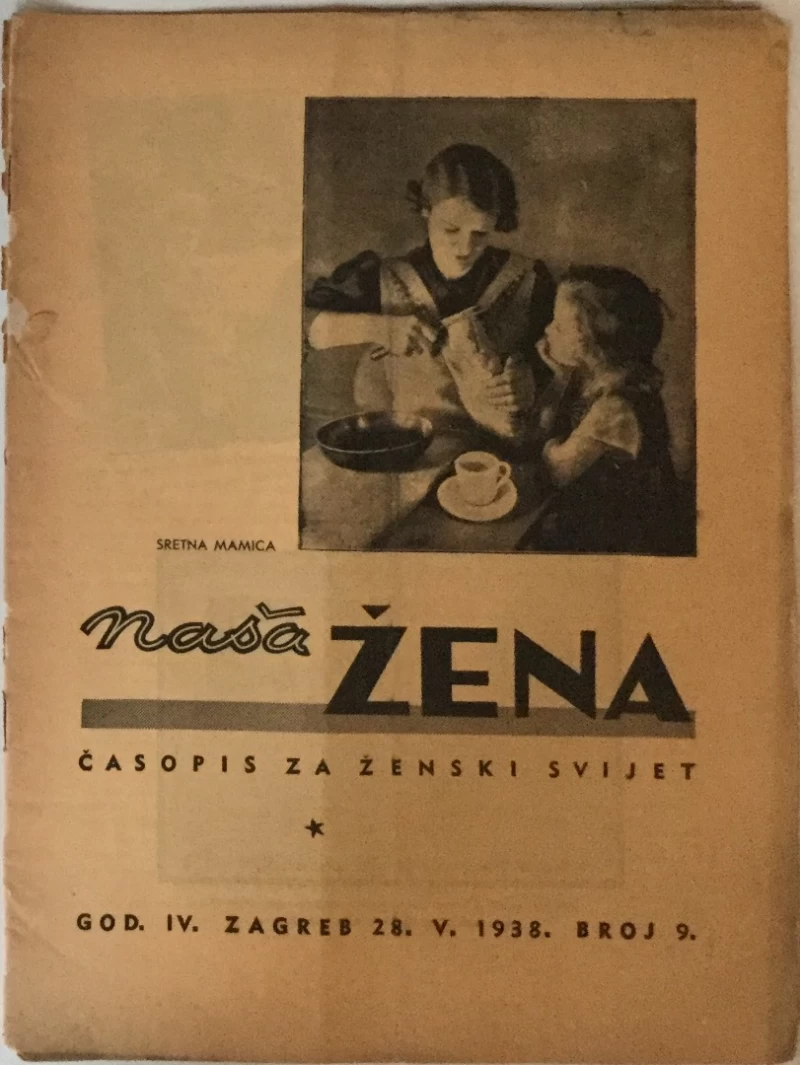 SRETNA MAMICA
naša ŽENA
ČASOPIS ZA ŽENSKI SVIJET
GOD. IV. ZAGREB 28. V. 1938. BROJ 9.